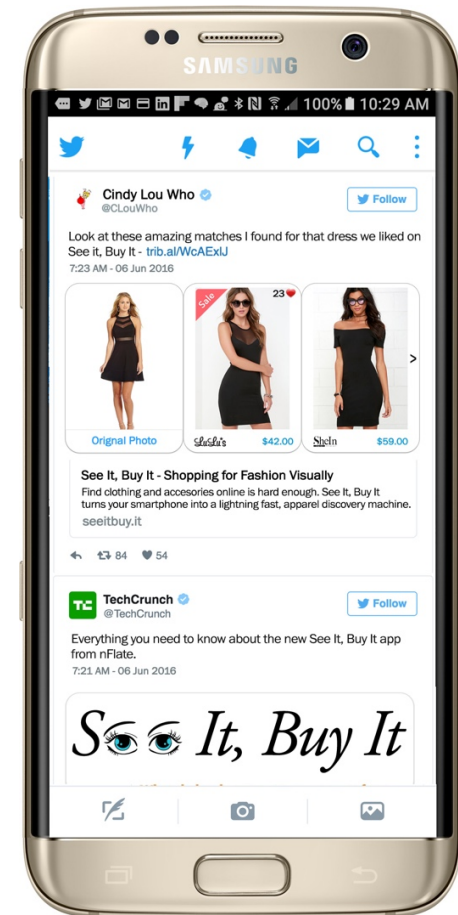 SAMSUNG
100% 10:29 AM
Cindy Lou Who
@CLouWho
Follow
Look at these amazing matches I found for that dress we liked on
See it, Buy It - trib.al/WcAExlJ
7:23 AM - 06 Jun 2016
Sale
23
Orignal Photo
LuLu's
$42.00
SheIn
$59.00
>
See It, Buy It - Shopping for Fashion Visually
Find clothing and accesories online is hard enough. See It, Buy It
turns your smartphone into a lightning fast, apparel discovery machine.
seeitbuy.it
84
54
TC
TechCrunch
@TechCrunch
Follow
Everything you need to know about the new See It, Buy It app
from nFlate.
7:21 AM - 06 Jun 2016
See It, Buy It